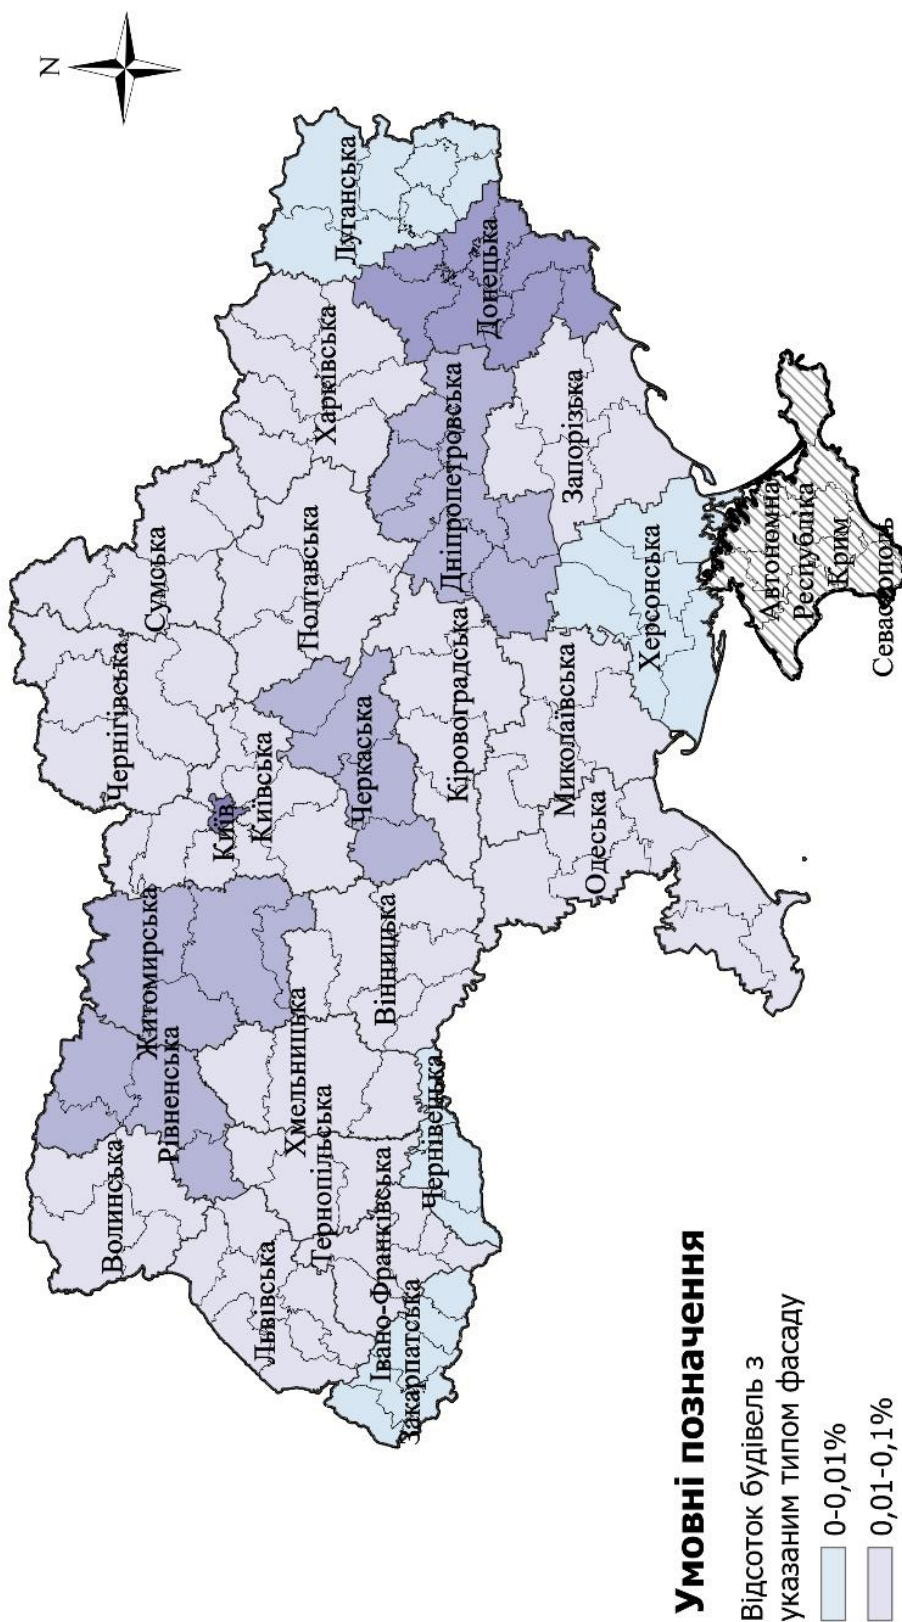 N
Волинська
Рівненська
Житомирська
Чернігівська
Сумська
Київ
Київська
Львівська
Тернопільська
Хмельницька
Полтавська
Харківська
Луганська
Івано-Франківська
Закарпатська
Чернівецька
Вінницька
Черкаська
Кіровоградська
Дніпропетровська
Донецька
Одеська
Миколаївська
Запорізька
Херсонська
Автономна
Республіка
Крим
Севастополь
Умовні позначення
Відсоток будівель з
указаним типом фасаду
0-0,01%
0,01-0,1%